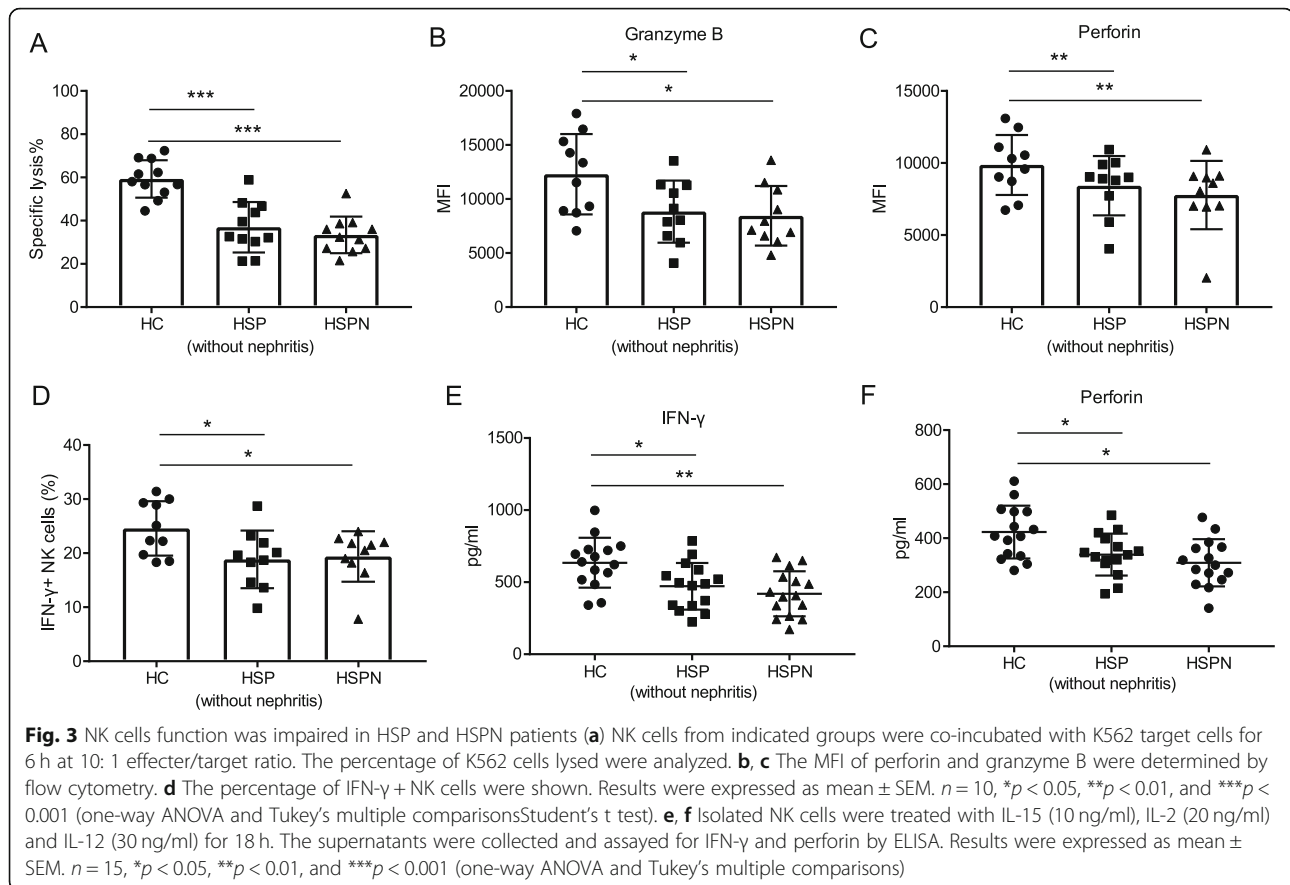 A
Specific lysis%
100
80
60
40
20
0
***
***
HC HSP HSPN
(without nephritis)
B
Granzyme B
MFI
20000
15000
10000
5000
0
*
*
HC HSP HSPN
(without nephritis)
C
Perforin
MFI
15000
10000
5000
0
**
**
HC HSP HSPN
(without nephritis)
D
IFN-γ+ NK cells (%)
40
30
20
10
0
*
*
HC HSP HSPN
(without nephritis)
E
IFN-γ
pg/ml
1500
1000
500
0
*
**
HC HSP HSPN
(without nephritis)
F
Perforin
pg/ml
800
600
400
200
0
*
*
HC HSP HSPN
(without nephritis)
Fig. 3 NK cells function was impaired in HSP and HSPN patients (a) NK cells from indicated groups were co-incubated with K562 target cells for
6 h at 10: 1 effecter/target ratio. The percentage of K562 cells lysed were analyzed. b, c The MFI of perforin and granzyme B were determined by
flow cytometry. d The percentage of IFN-γ + NK cells were shown. Results were expressed as mean ± SEM. n = 10, *p < 0.05, **p < 0.01, and ***p <
0.001 (one-way ANOVA and Tukey's multiple comparisonsStudent's t test). e, f Isolated NK cells were treated with IL-15 (10 ng/ml), IL-2 (20 ng/ml)
and IL-12 (30 ng/ml) for 18 h. The supernatants were collected and assayed for IFN-γ and perforin by ELISA. Results were expressed as mean ±
SEM. n = 15, *p < 0.05, **p < 0.01, and ***p < 0.001 (one-way ANOVA and Tukey's multiple comparisons)